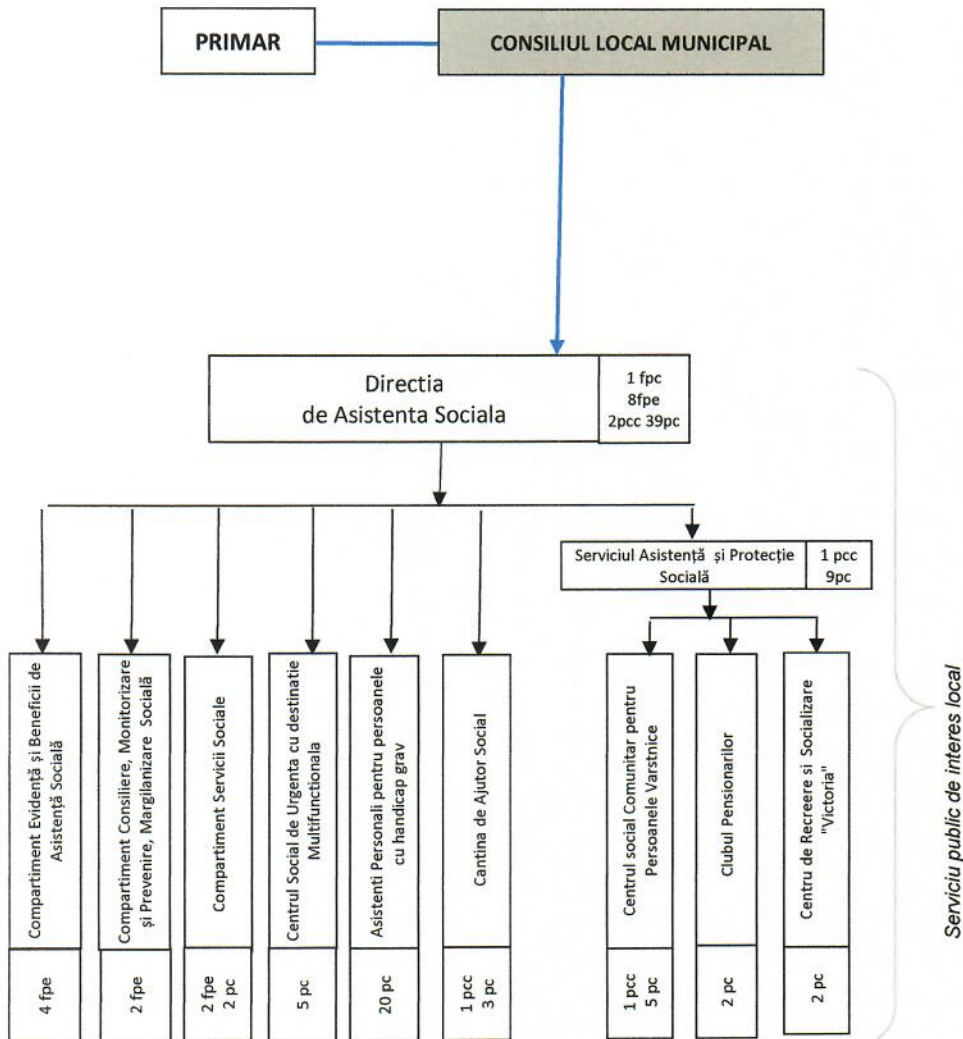 PRIMAR
CONSILIUL LOCAL MUNICIPAL
Directia
de Asistenta Sociala
1 fpc
8fpe
2pcc 39pc
Serviciul Asistență și Protecție
Socială
1 pcc
9pc
Compartiment Evidență și Beneficii de
Asistență Socială
4 fpe
Compartiment Consiliere, Monitorizare
și Prevenire, Margilanizare Socială
2 fpe
Compartiment Servicii Sociale
2 fpe
2 pc
Centrul Social de Urgenta cu destinatie
Multifunctionala
5 pc
Asistenti Personali pentru persoanele
cu handicap grav
20 pc
Cantina de Ajutor Social
1 pcc
3 pc
Centrul social Comunitar pentru
Persoanele Varstnice
1 pcc
5 pc
Clubul Pensionarilor
2 pc
Centru de Recreere si Socializare
"Victoria"
2 pc
Serviciu public de interes local